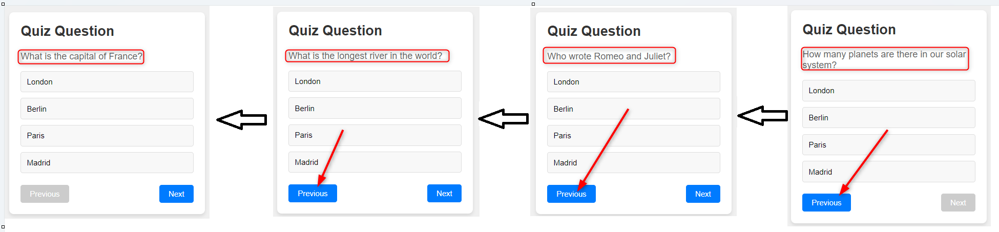 Quiz Question
What is the capital of France?
London
Berlin
Paris
Madrid
Previous
Next
Quiz Question
What is the longest river in the world?
London
Berlin
Paris
Madrid
Previous
Next
Quiz Question
Who wrote Romeo and Juliet?
London
Berlin
Paris
Madrid
Previous
Next
Quiz Question
How many planets are there in our solar
system?
London
Berlin
Paris
Madrid
Previous
Next